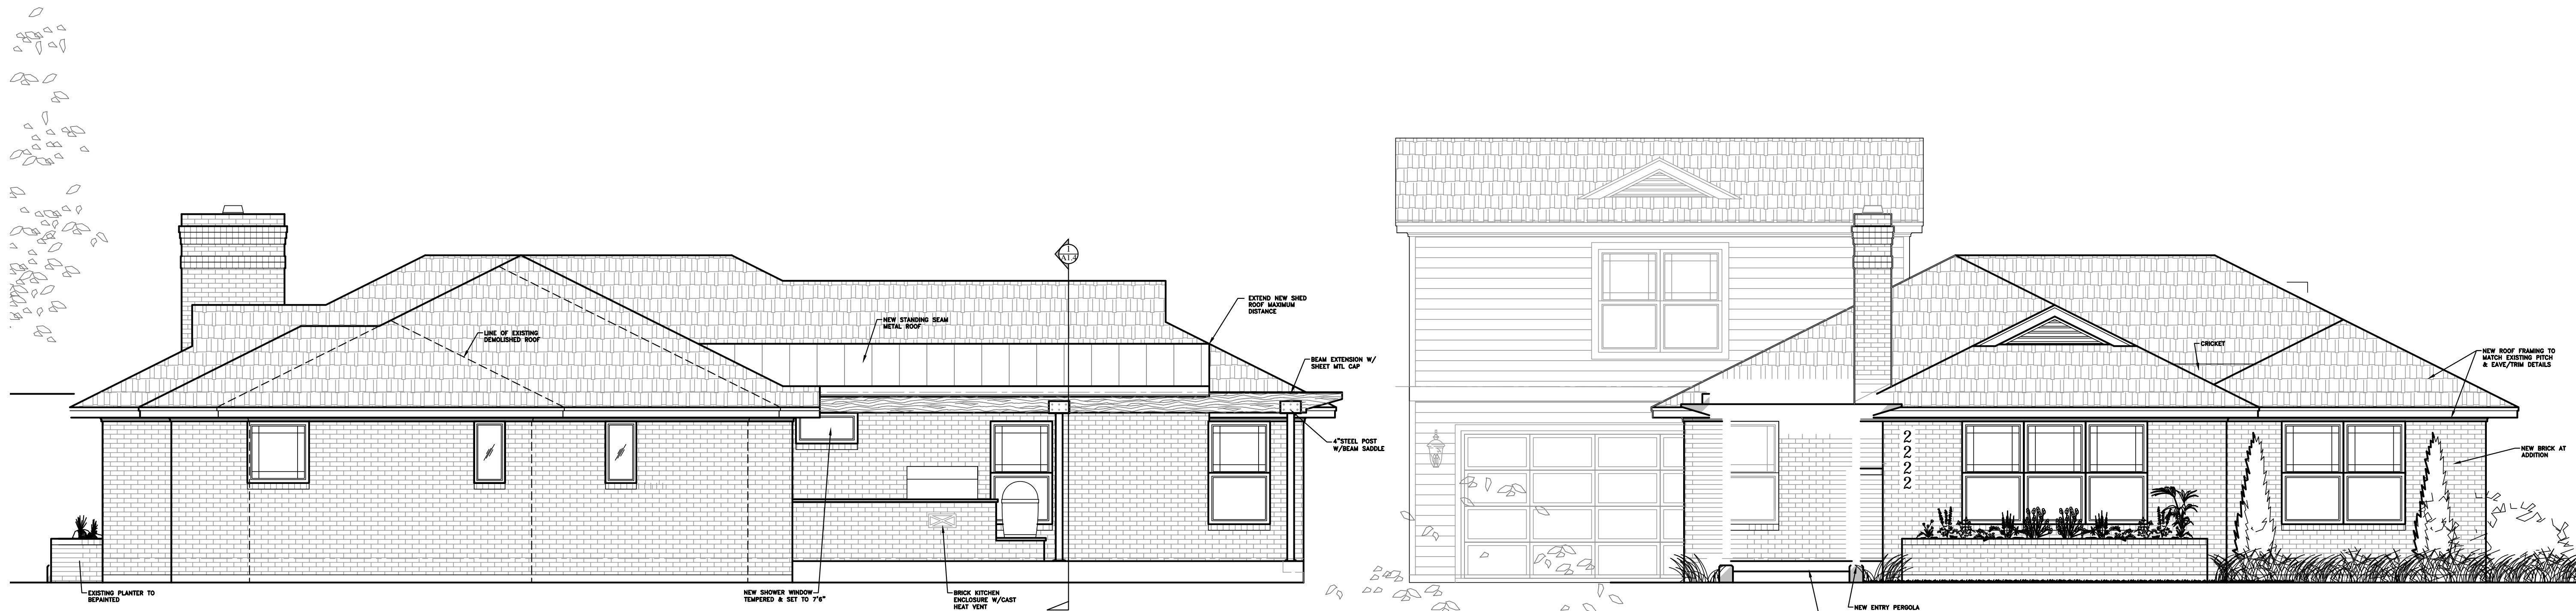 1
A1.4
EXTEND NEW SHED
ROOF MAXIMUM
DISTANCE
NEW STANDING SEAM
METAL ROOF
LINE OF EXISTING
DEMOLISHED ROOF
BEAM EXTENSION W/
SHEET MTL CAP
4"STEEL POST
W/BEAM SADDLE
EXISTING PLANTER TO
BEPAINTED
NEW SHOWER WINDOW
TEMPERED & SET TO 7'6"
BRICK KITCHEN
ENCLOSURE W/CAST
HEAT VENT
CRICKET
NEW ROOF FRAMING TO
MATCH EXISTING PITCH
& EAVE/TRIM DETAILS
2
2
2
2
NEW BRICK AT
ADDITION
NEW ENTRY PERGOLA